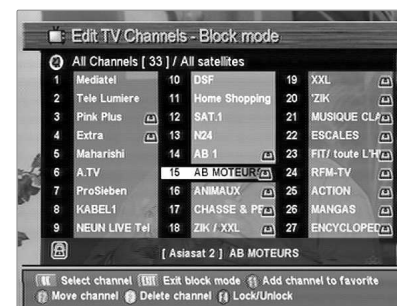 Edit TV Channels - Block mode
All Channels [ 33 ] / All satellites
1 Mediatel 10 DSF 19 XXL
2 Tele Lumiere 11 Home Shopping 20 'ZIK
3 Pink Plus 12 SAT.1 21 MUSIQUE CLA
4 Extra 13 N24 22 ESCALES
5 Maharishi 14 AB 1 23 FIT/ toute L'H
6 A.TV 15 AB MOTEUR 24 RFM-TV
7 ProSieben 16 ANIMAUX 25 ACTION
8 KABEL1 17 CHASSE & PE 26 MANGAS
9 NEUN LIVE Tel 18 ZIK / XXL 27 ENCYCLOPED
[ Asiasat 2 ] AB MOTEURS
OK Select channel EXIT Exit block mode Add channel to favorite
Move channel Delete channel Lock/Unlock